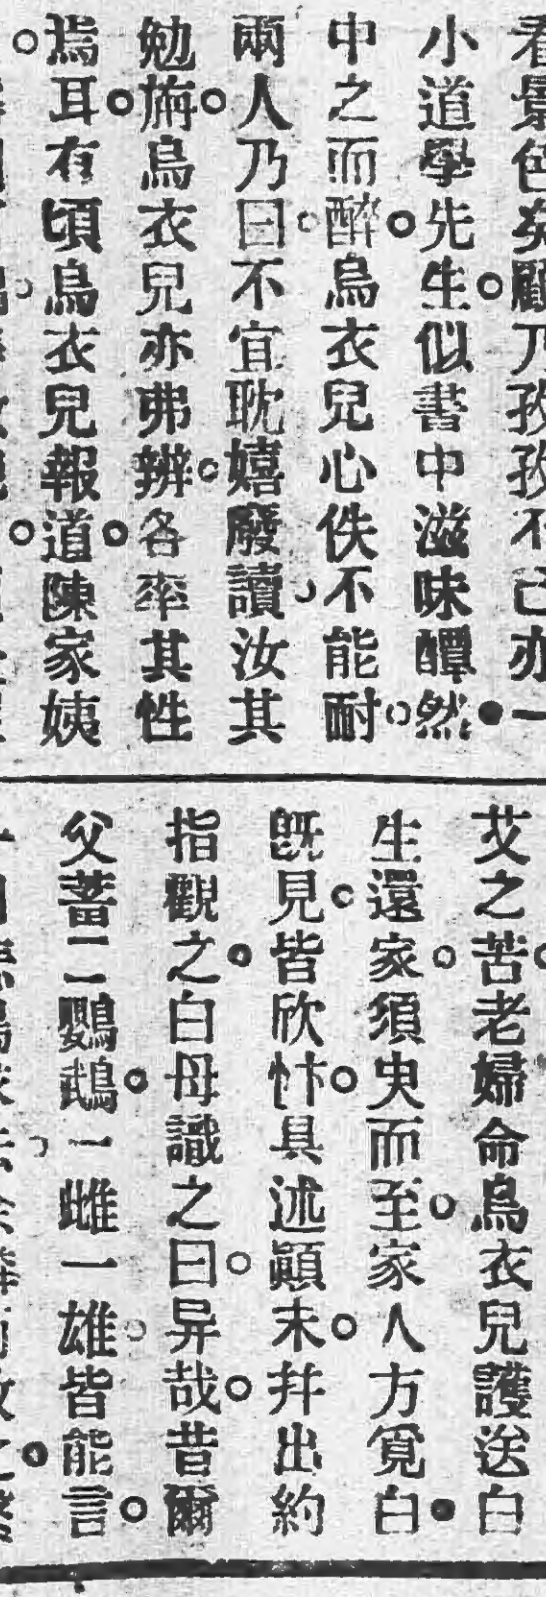 看景色矣顧乃孜孜不已亦一
小道學先生似書中滋味醰然
中之而醉烏衣兒心佚不能耐
兩人乃曰不宜耽嬉廢讀汝其
勉旃烏衣兒亦弗辨各率其性
焉耳有頃烏衣兒報道陳家姨
艾之苦老婦命烏衣兒護送白
生還家須臾而至家人方覓白
旣見皆欣忭具述顚末幷出約
指觀之白母識之曰异哉昔爾
父蓄二鸚鵡一雌一雄皆能言